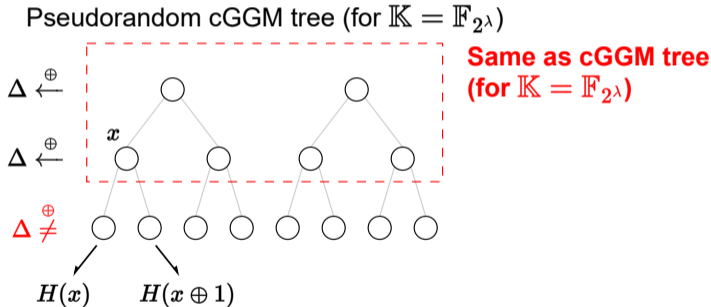 Pseudorandom cGGM tree (for 𝕂 = 𝔽_{2^λ})
Same as cGGM tree
(for 𝕂 = 𝔽_{2^λ})
Δ ←^⊕
x
Δ ←^⊕
Δ ≠^⊕
H(x) H(x ⊕ 1)